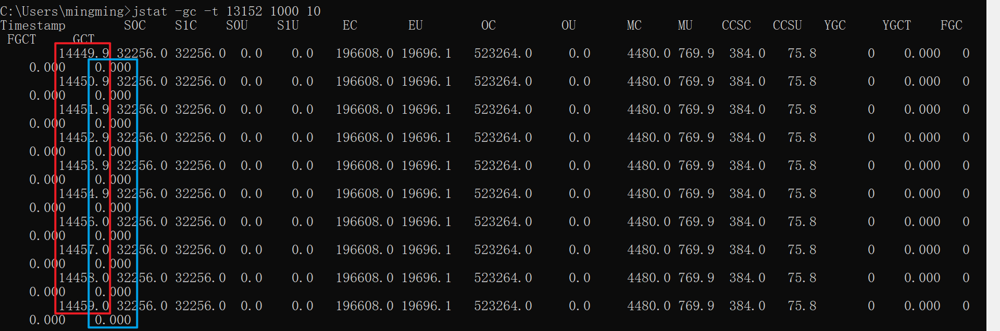 C:\Users\mingming>jstat -gc -t 13152 1000 10
Timestamp S0C S1C S0U S1U EC EU OC OU MC MU CCSC CCSU YGC YGCT FGC
FGCT GCT
14449.9 32256.0 32256.0 0.0 0.0 196608.0 19696.1 523264.0 0.0 4480.0 769.9 384.0 75.8 0 0.000 0
0.000 0.000
14450.9 32256.0 32256.0 0.0 0.0 196608.0 19696.1 523264.0 0.0 4480.0 769.9 384.0 75.8 0 0.000 0
0.000 0.000
14451.9 32256.0 32256.0 0.0 0.0 196608.0 19696.1 523264.0 0.0 4480.0 769.9 384.0 75.8 0 0.000 0
0.000 0.000
14452.9 32256.0 32256.0 0.0 0.0 196608.0 19696.1 523264.0 0.0 4480.0 769.9 384.0 75.8 0 0.000 0
0.000 0.000
14453.9 32256.0 32256.0 0.0 0.0 196608.0 19696.1 523264.0 0.0 4480.0 769.9 384.0 75.8 0 0.000 0
0.000 0.000
14454.9 32256.0 32256.0 0.0 0.0 196608.0 19696.1 523264.0 0.0 4480.0 769.9 384.0 75.8 0 0.000 0
0.000 0.000
14456.0 32256.0 32256.0 0.0 0.0 196608.0 19696.1 523264.0 0.0 4480.0 769.9 384.0 75.8 0 0.000 0
0.000 0.000
14457.0 32256.0 32256.0 0.0 0.0 196608.0 19696.1 523264.0 0.0 4480.0 769.9 384.0 75.8 0 0.000 0
0.000 0.000
14458.0 32256.0 32256.0 0.0 0.0 196608.0 19696.1 523264.0 0.0 4480.0 769.9 384.0 75.8 0 0.000 0
0.000 0.000
14459.0 32256.0 32256.0 0.0 0.0 196608.0 19696.1 523264.0 0.0 4480.0 769.9 384.0 75.8 0 0.000 0
0.000 0.000